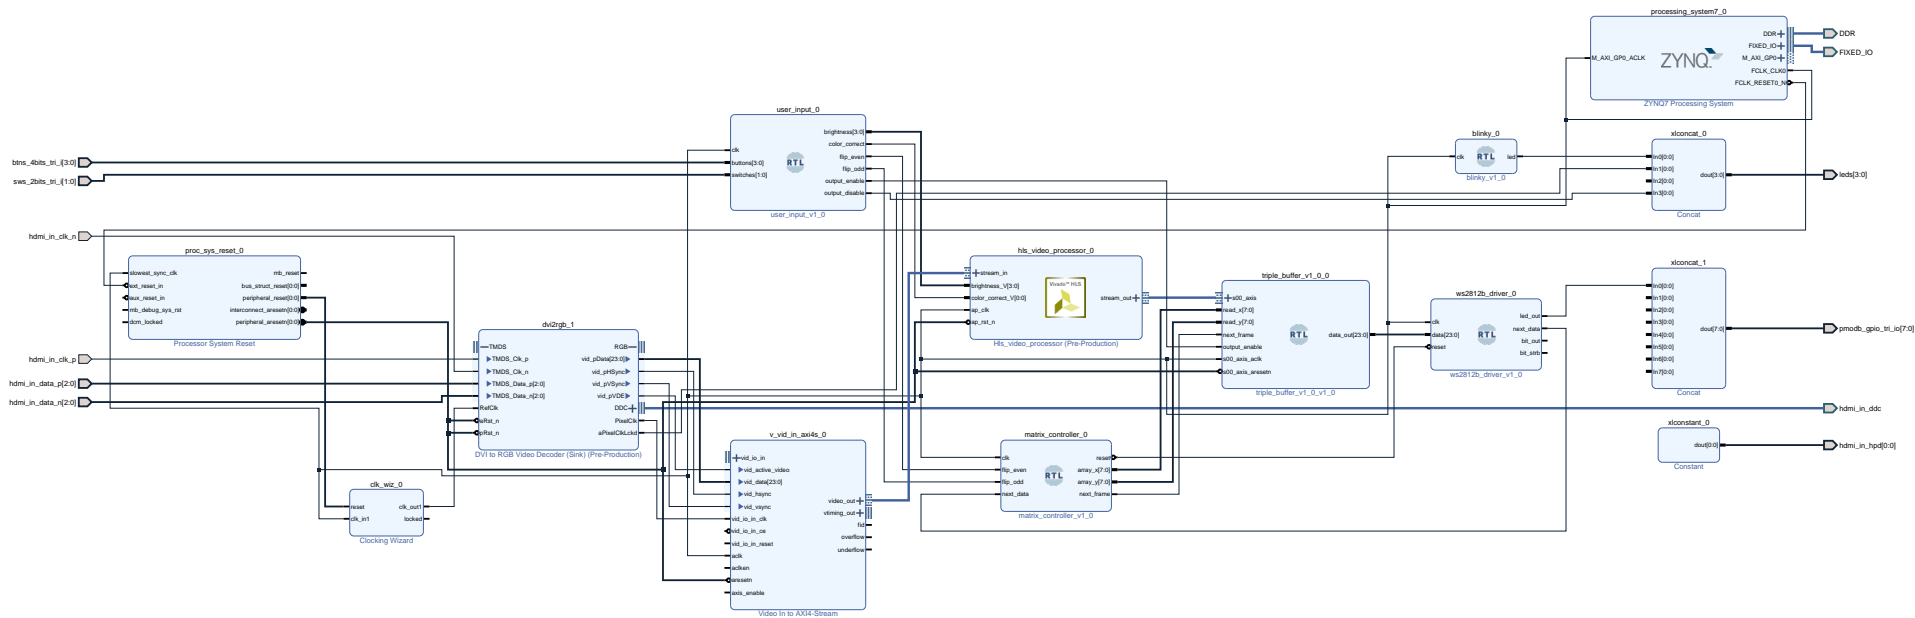 processing_system7_0
DDR
FIXED_IO
M_AXI_GP0_ACLK
M_AXI_GP0
FCLK_CLK0
FCLK_RESET0_N
ZYNQ
ZYNQ7 Processing System
DDR
FIXED_IO
user_input_0
clk
buttons[3:0]
switches[1:0]
brightness[3:0]
color_correct
flip_even
flip_odd
output_enable
output_disable
RTL
user_input_v1_0
btns_4bits_tri_i[3:0]
sws_2bits_tri_i[1:0]
blinky_0
clk
RTL
led
blinky_v1_0
xlconcat_0
In0[0:0]
In1[0:0]
In2[0:0]
In3[0:0]
dout[3:0]
Concat
leds[3:0]
hdmi_in_clk_n
proc_sys_reset_0
slowest_sync_clk
ext_reset_in
aux_reset_in
mb_debug_sys_rst
dcm_locked
mb_reset
bus_struct_reset[0:0]
peripheral_reset[0:0]
interconnect_aresetn[0:0]
peripheral_aresetn[0:0]
Processor System Reset
hls_video_processor_0
stream_in
brightness_V[3:0]
color_correct_V[0:0]
ap_clk
ap_rst_n
Vivado™ HLS
stream_out
Hls_video_processor (Pre-Production)
triple_buffer_v1_0_0
s00_axis
read_x[7:0]
read_y[7:0]
next_frame
output_enable
s00_axis_aclk
s00_axis_aresetn
RTL
data_out[23:0]
triple_buffer_v1_0_v1_0
ws2812b_driver_0
clk
data[23:0]
reset
RTL
led_out
next_data
bit_out
bit_strb
ws2812b_driver_v1_0
xlconcat_1
In0[0:0]
In1[0:0]
In2[0:0]
In3[0:0]
In4[0:0]
In5[0:0]
In6[0:0]
In7[0:0]
dout[7:0]
Concat
pmodb_gpio_tri_io[7:0]
hdmi_in_clk_p
hdmi_in_data_p[2:0]
hdmi_in_data_n[2:0]
dvi2rgb_1
TMDS
TMDS_Clk_p
TMDS_Clk_n
TMDS_Data_p[2:0]
TMDS_Data_n[2:0]
RefClk
aRst_n
pRst_n
RGB
vid_pData[23:0]
vid_pHSync
vid_pVSync
vid_pVDE
DDC
PixelClk
aPixelClkLckd
DVI to RGB Video Decoder (Sink) (Pre-Production)
hdmi_in_ddc
xlconstant_0
dout[0:0]
Constant
hdmi_in_hpd[0:0]
v_vid_in_axi4s_0
vid_io_in
vid_active_video
vid_data[23:0]
vid_hsync
vid_vsync
vid_io_in_clk
vid_io_in_ce
vid_io_in_reset
aclk
aclken
aresetn
axis_enable
video_out
vtiming_out
fid
overflow
underflow
Video In to AXI4-Stream
matrix_controller_0
clk
flip_even
flip_odd
next_data
RTL
reset
array_x[7:0]
array_y[7:0]
next_frame
matrix_controller_v1_0
clk_wiz_0
reset
clk_in1
clk_out1
locked
Clocking Wizard